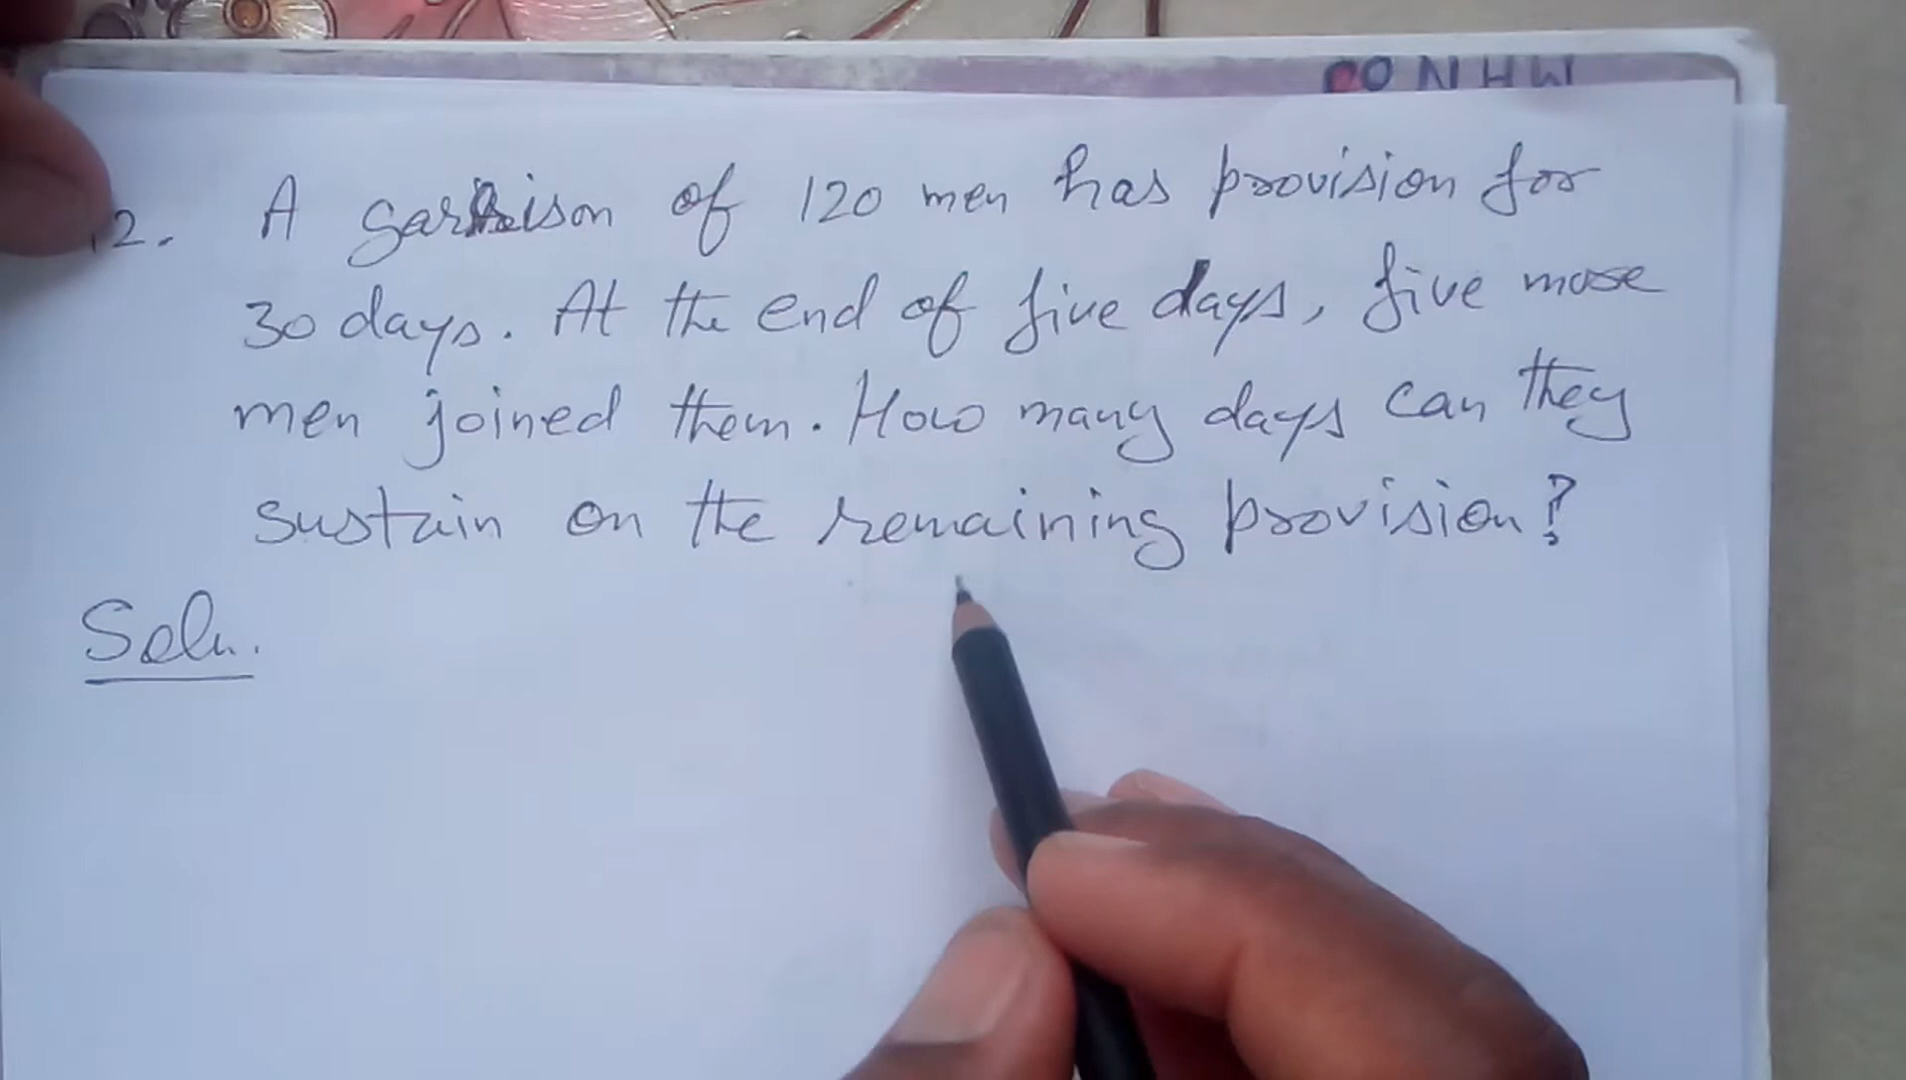 12. A garrison of 120 men has provision for
30 days. At the end of five days, five more
men joined them. How many days can they
sustain on the remaining provision?
Soln.